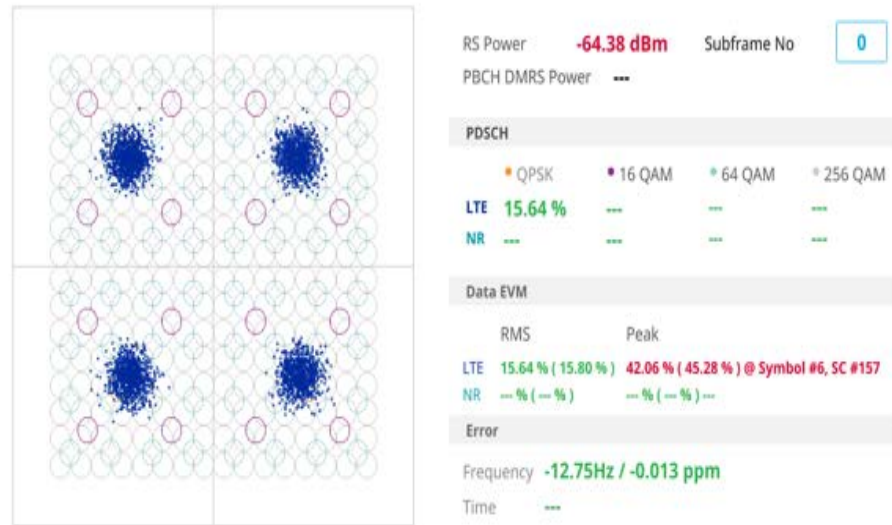 RS Power -64.38 dBm Subframe No 0
PBCH DMRS Power ---
PDSCH
QPSK 16 QAM 64 QAM 256 QAM
LTE 15.64 % --- --- ---
NR --- --- --- ---
Data EVM
RMS Peak
LTE 15.64 % ( 15.80 % ) 42.06 % ( 45.28 % ) @ Symbol #6, SC #157
NR --- % ( --- % ) --- % ( --- % ) ---
Error
Frequency -12.75Hz / -0.013 ppm
Time ---